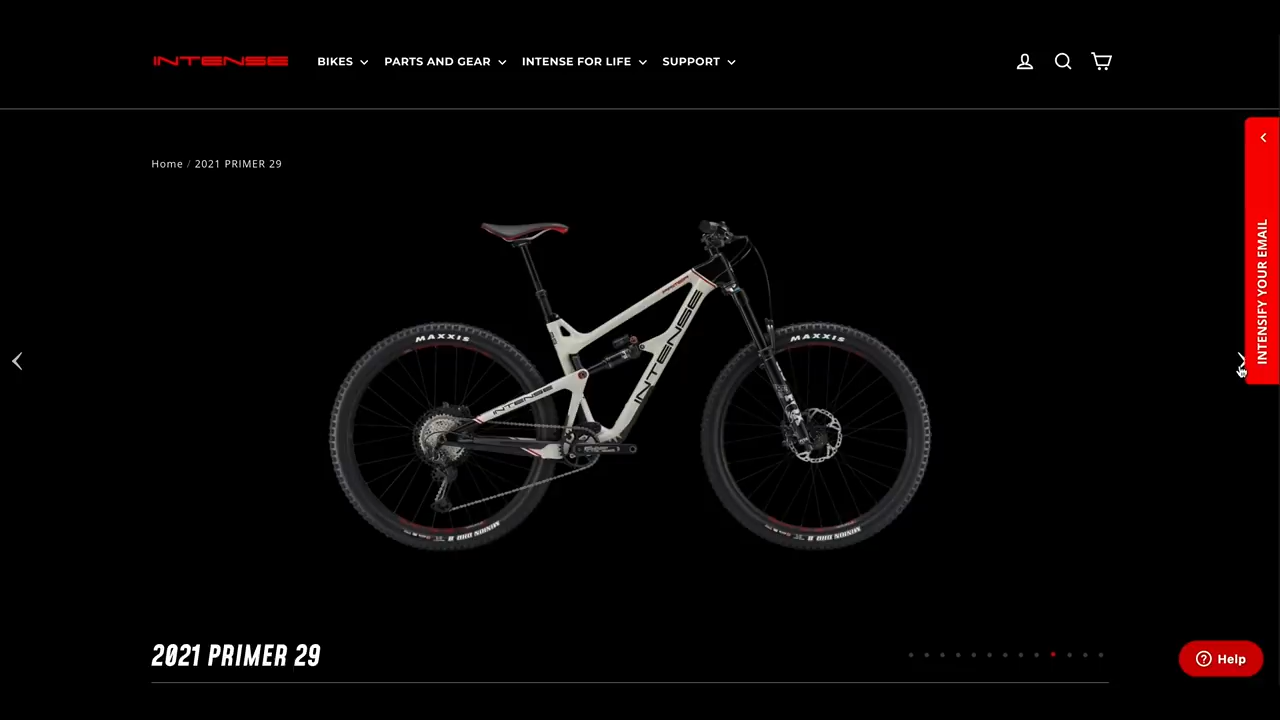 INTENSE
BIKES
PARTS AND GEAR
INTENSE FOR LIFE
SUPPORT
Home / 2021 PRIMER 29
INTENSIFY YOUR EMAIL
MAXXIS
MAXXIS
INTENSE
INTENSE
2021 PRIMER 29
Help